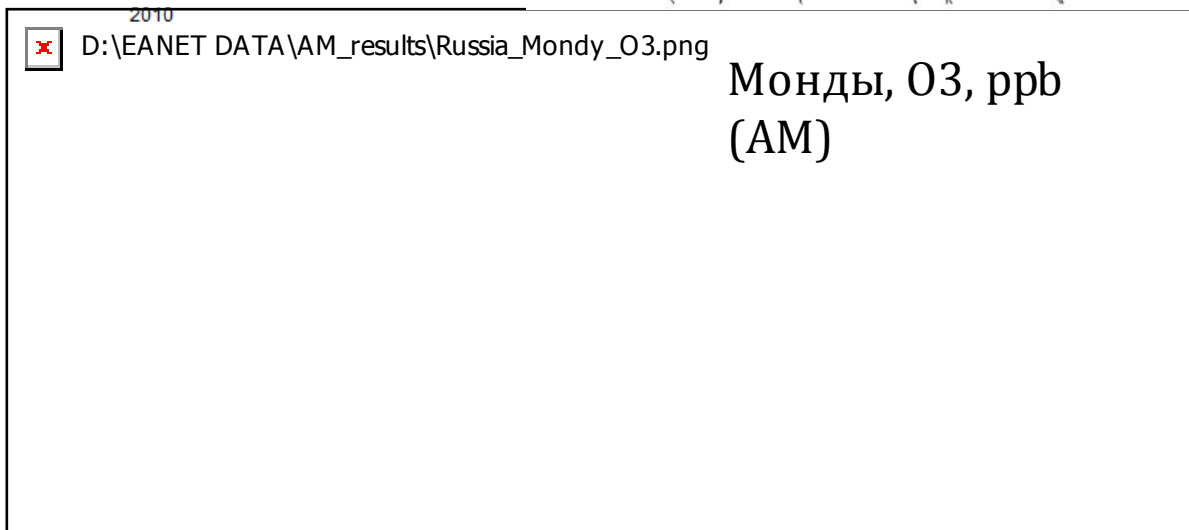 2010
D:\EANET DATA\AM_results\Russia_Mondy_O3.png
Монды, O3, ppb
(AM)